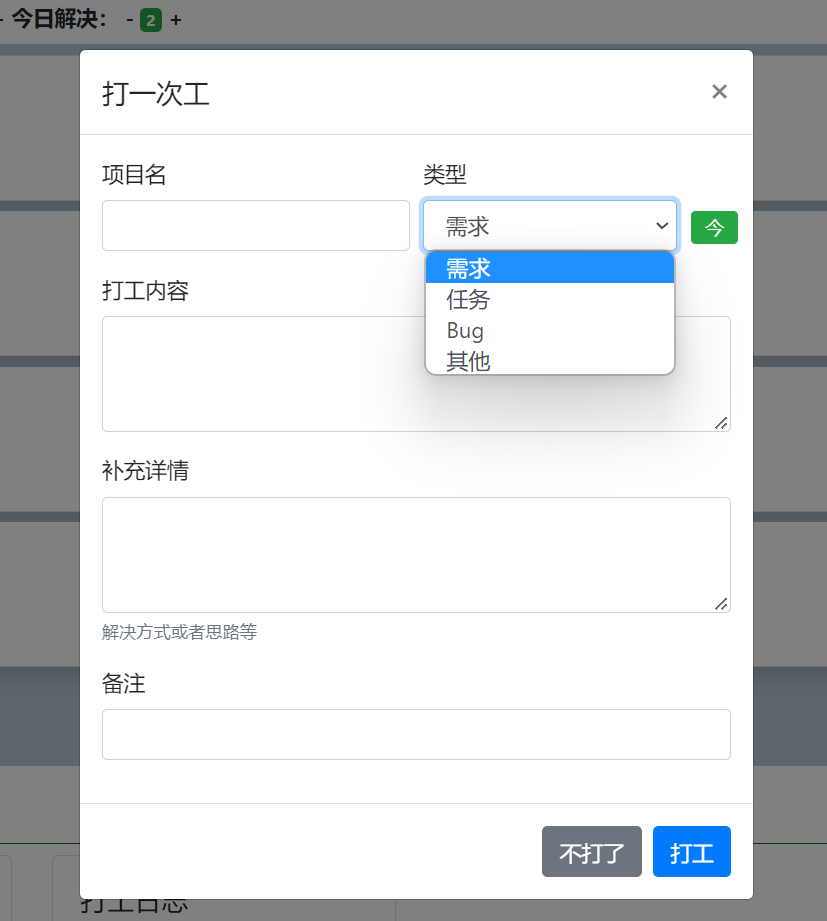 - 今日解决： - 2 +
打一次工 ×
项目名 类型
需求 今
需求
任务
Bug
其他
打工内容
补充详情
解决方式或者思路等
备注
不打了 打工
打工日志